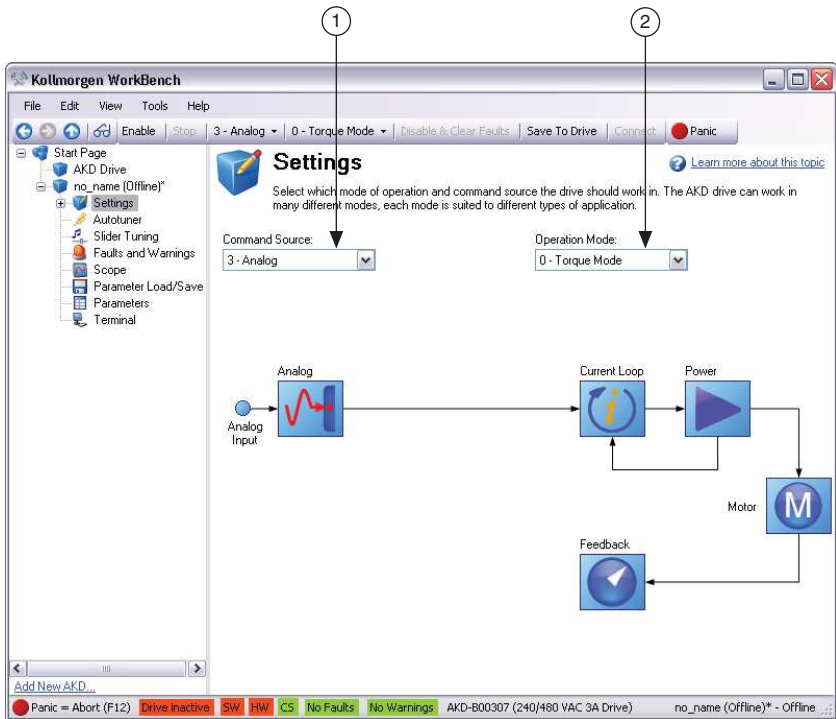 1 2
Kollmorgen WorkBench
File Edit View Tools Help
Enable Stop 3 - Analog 0 - Torque Mode Disable & Clear Faults Save To Drive Connect Panic
Start Page
AKD Drive
no_name (Offline)*
Settings
Autotuner
Slider Tuning
Faults and Warnings
Scope
Parameter Load/Save
Parameters
Terminal
Add New AKD...
Settings
Learn more about this topic
Select which mode of operation and command source the drive should work in. The AKD drive can work in
many different modes, each mode is suited to different types of application.
Command Source: Operation Mode:
3 - Analog 0 - Torque Mode
Analog Current Loop Power
i
Analog
Input
Motor M
Feedback
Panic = Abort (F12) Drive inactive SW HW CS No Faults No Warnings AKD-B00307 (240/480 VAC 3A Drive) no_name (Offline)* - Offline